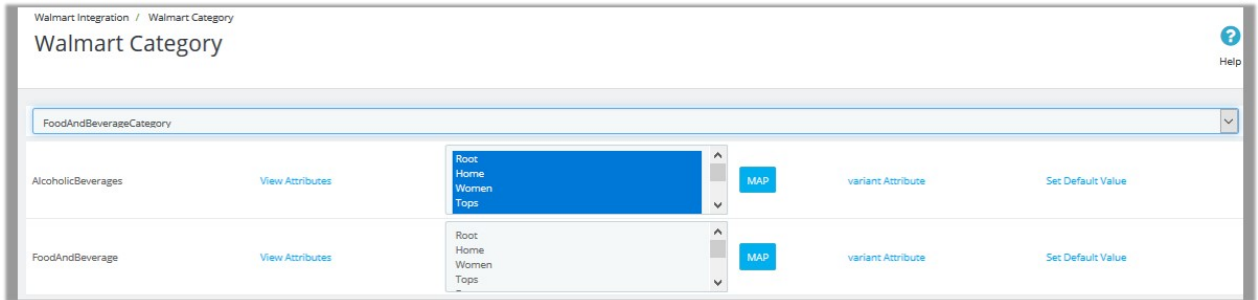 Walmart Integration / Walmart Category
Walmart Category
?
Help
FoodAndBeverageCategory
AlcoholicBeverages View Attributes Root MAP variant Attribute Set Default Value
Home
Women
Tops
FoodAndBeverage View Attributes Root MAP variant Attribute Set Default Value
Home
Women
Tops